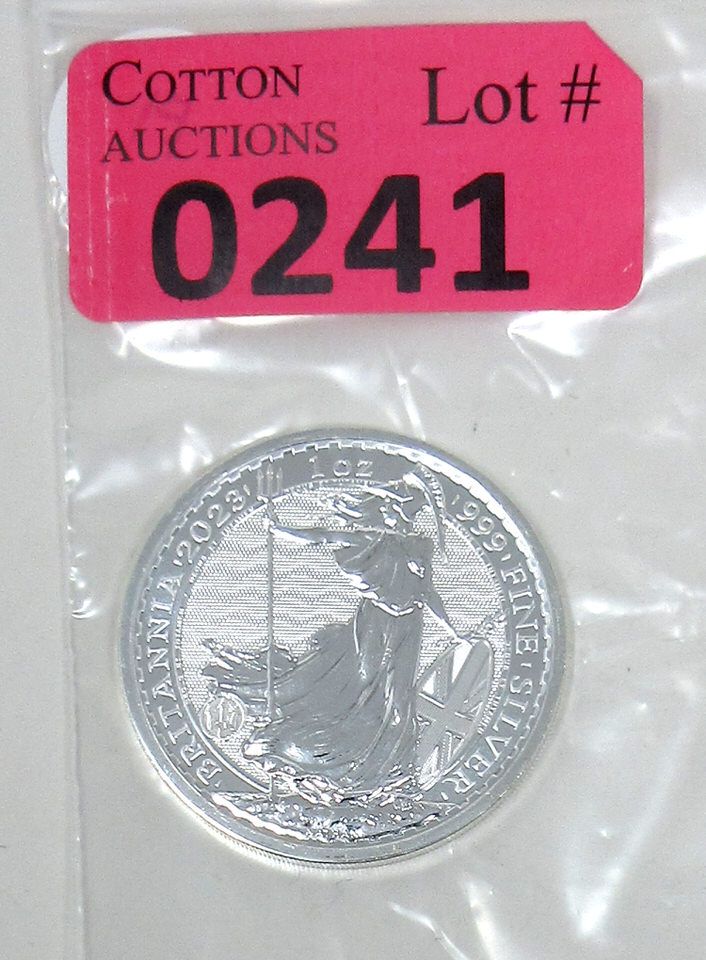 COTTON
AUCTIONS
Lot #
0241
BRITANNIA · 2023 · 1 oz · 999 · FINE · SILVER ·